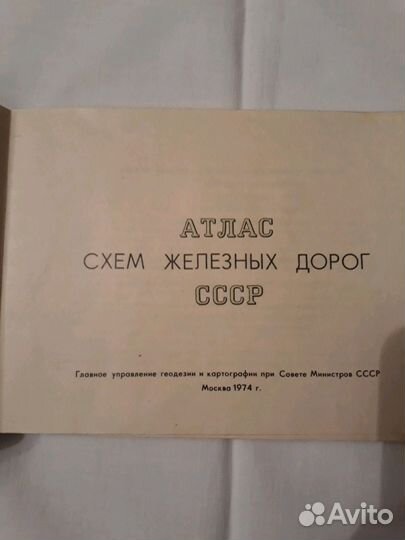 АТЛАС
СХЕМ ЖЕЛЕЗНЫХ ДОРОГ
СССР
Главное управление геодезии и картографии при Совете Министров СССР
Москва 1974 г.
Avito